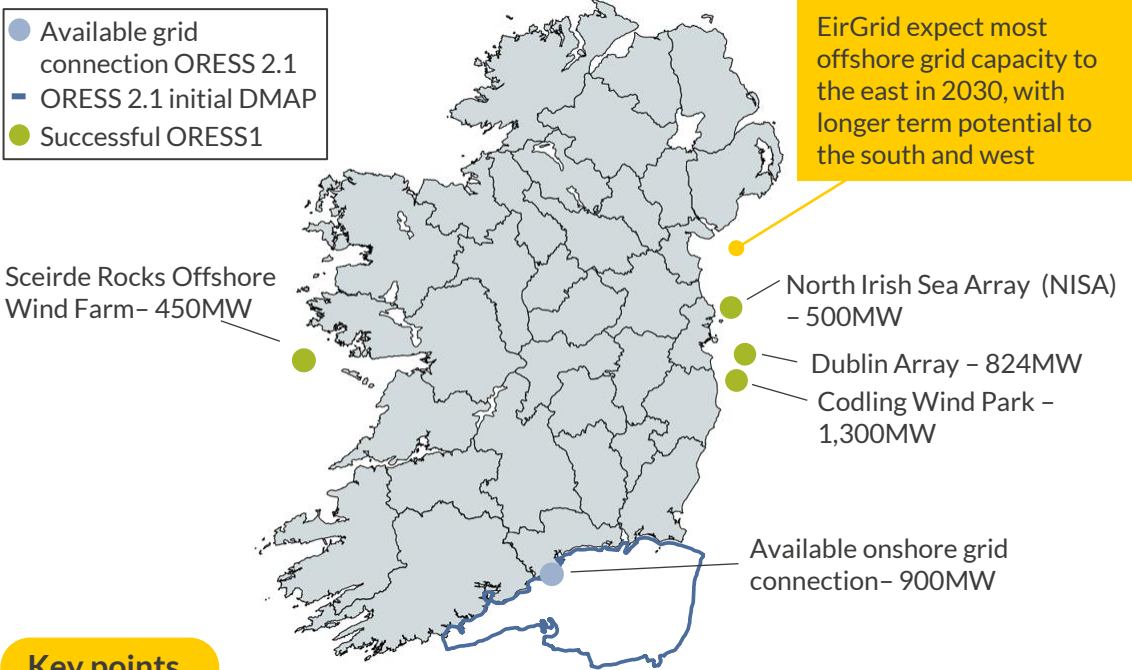 Available grid
connection ORESS 2.1
ORESS 2.1 initial DMAP
Successful ORESS1
EirGrid expect most
offshore grid capacity to
the east in 2030, with
longer term potential to
the south and west
Sceirde Rocks Offshore
Wind Farm– 450MW
North Irish Sea Array (NISA)
– 500MW
Dublin Array – 824MW
Codling Wind Park –
1,300MW
Available onshore grid
connection– 900MW
Key points